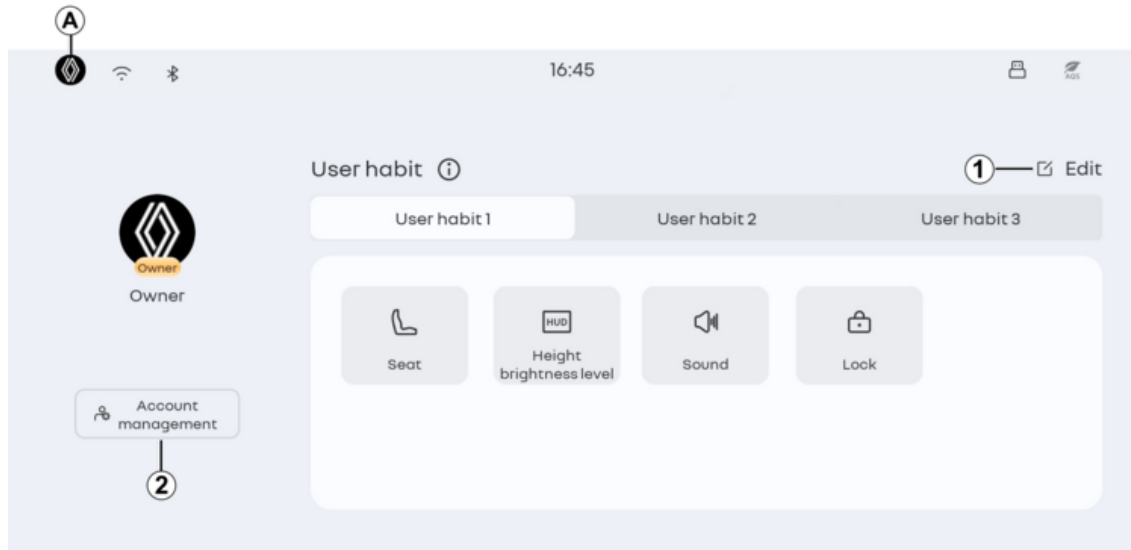 A
16:45
AQS
User habit
1
Edit
User habit 1
User habit 2
User habit 3
Owner
Owner
Seat
HUD
Height
brightness level
Sound
Lock
Account
management
2